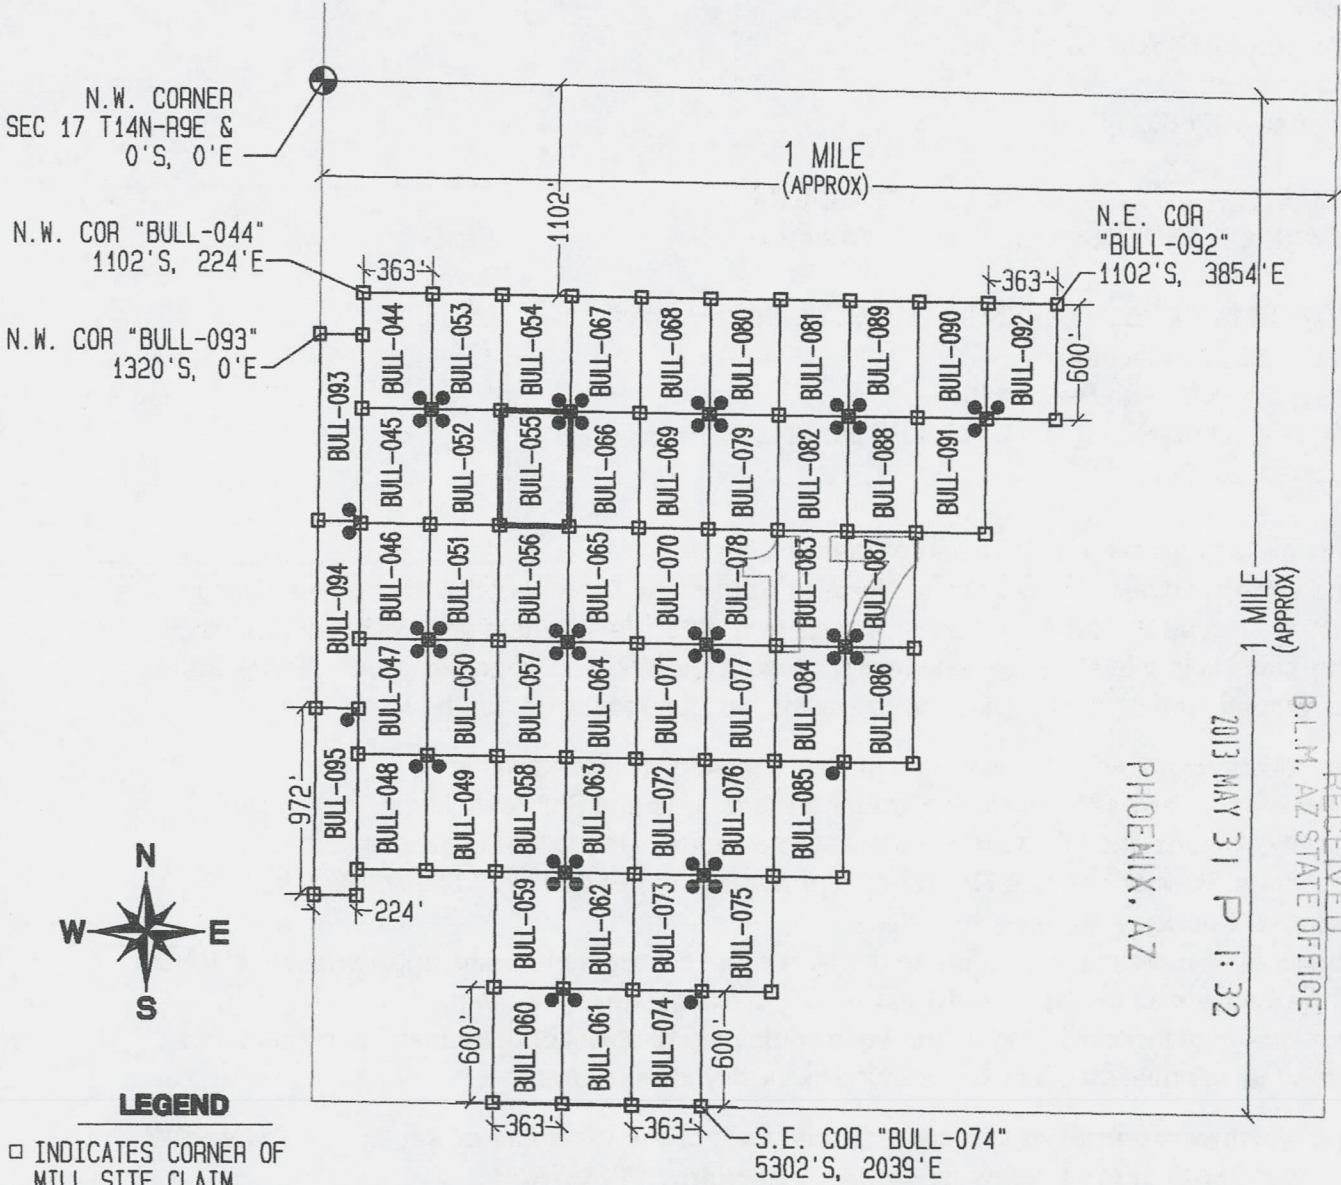 N.W. CORNER
SEC 17 T14N-R9E &
0'S, 0'E
1 MILE
(APPROX)
1102'
N.W. COR "BULL-044"
1102'S, 224'E
N.E. COR
"BULL-092"
1102'S, 3854'E
363'
363'
N.W. COR "BULL-093"
1320'S, 0'E
600'
BULL-044
BULL-053
BULL-054
BULL-067
BULL-068
BULL-080
BULL-081
BULL-089
BULL-090
BULL-092
BULL-093
BULL-045
BULL-052
BULL-055
BULL-066
BULL-069
BULL-079
BULL-082
BULL-088
BULL-091
BULL-094
BULL-046
BULL-051
BULL-056
BULL-065
BULL-070
BULL-078
BULL-083
BULL-087
1 MILE
(APPROX)
BULL-047
BULL-050
BULL-057
BULL-064
BULL-071
BULL-077
BULL-084
BULL-086
BULL-095
BULL-048
BULL-049
BULL-058
BULL-063
BULL-072
BULL-076
BULL-085
972'
224'
BULL-059
BULL-062
BULL-073
BULL-075
600'
BULL-060
BULL-061
BULL-074
600'
363'
363'
S.E. COR "BULL-074"
5302'S, 2039'E
RECEIVED
B.L.M. AZ STATE OFFICE
2013 MAY 31 P 1:32
PHOENIX, AZ
N
W E
S
LEGEND
□ INDICATES CORNER OF
MILL SITE CLAIM